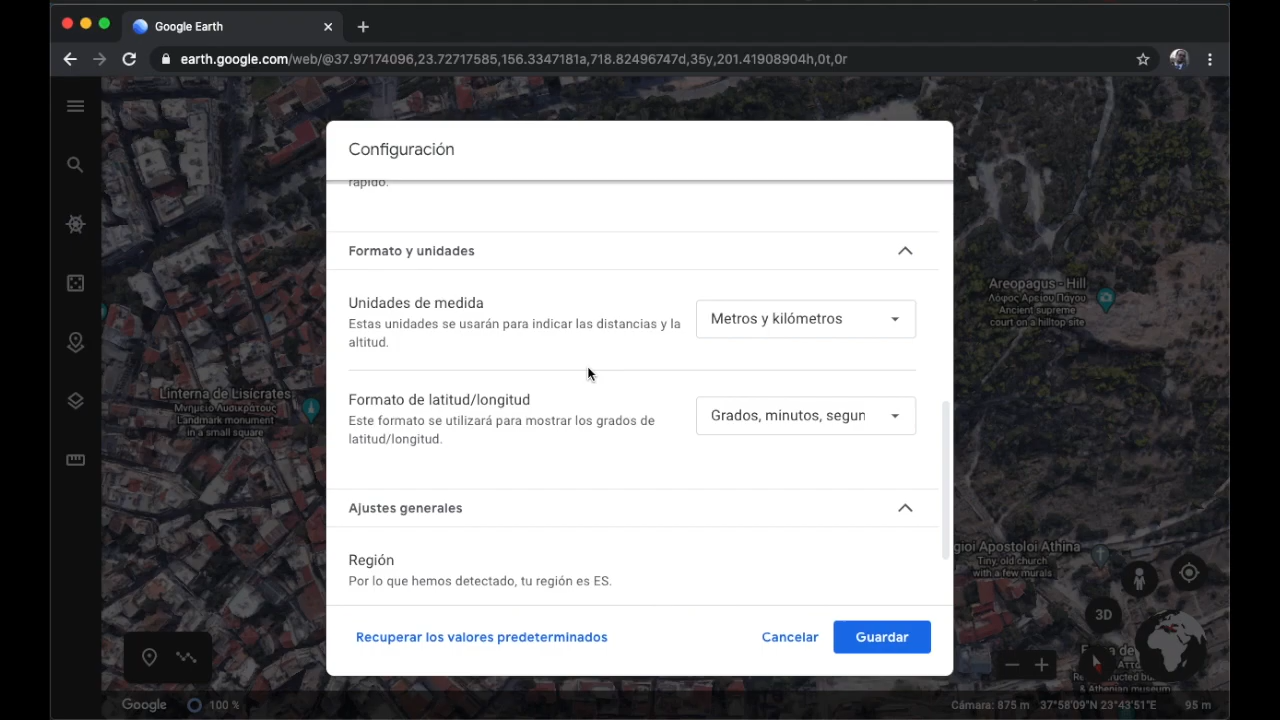 Google Earth
earth.google.com/web/@37.97174096,23.72717585,156.3347181a,718.82496747d,35y,201.41908904h,0t,0r
Configuración
rápido.
Formato y unidades
Unidades de medida
Estas unidades se usarán para indicar las distancias y la
altitud.
Metros y kilómetros
Formato de latitud/longitud
Este formato se utilizará para mostrar los grados de
latitud/longitud.
Grados, minutos, segun
Ajustes generales
Región
Por lo que hemos detectado, tu región es ES.
Recuperar los valores predeterminados
Cancelar
Guardar
Areopagus - Hill
Λόφος Αρείου Πάγου
Ancient supreme
court on a hilltop site
Linterna de Lisícrates
Μνημείο Λυσικράτους
Landmark monument
in a small square
gioi Apostoloi Athina
Tiny, old church
with a few murals
3D
& Athenian museum
Google
100 %
Cámara: 875 m
37°58'09"N 23°43'51"E
95 m